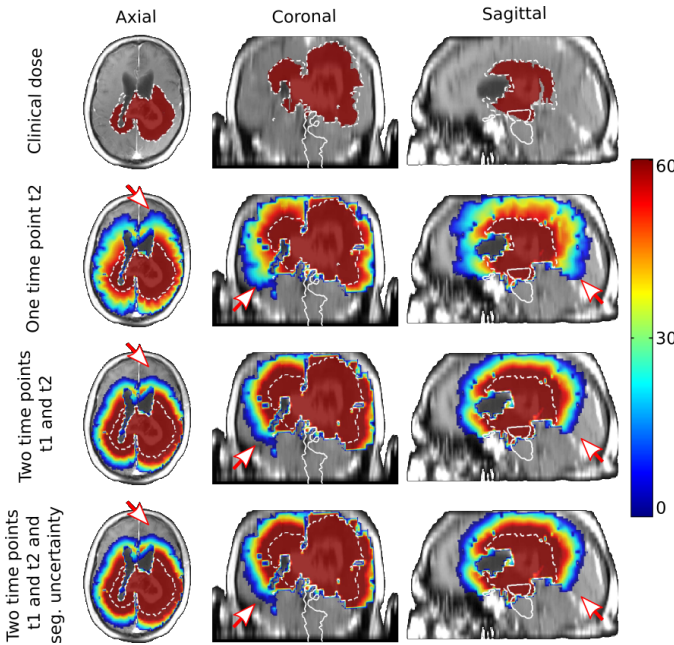 Axial
Coronal
Sagittal
Clinical dose
60
One time point t2
30
Two time points
t1 and t2
0
Two time points
t1 and t2 and
seg. uncertainty